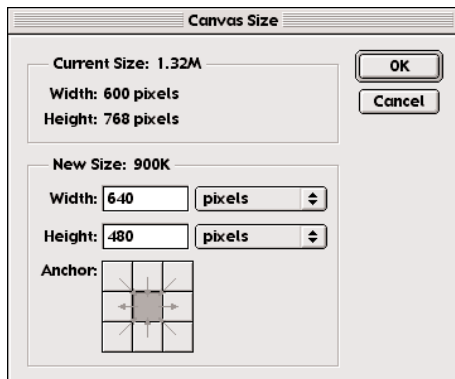 Canvas Size
Current Size: 1.32M
Width: 600 pixels
Height: 768 pixels
OK
Cancel
New Size: 900K
Width: 640 pixels
Height: 480 pixels
Anchor: